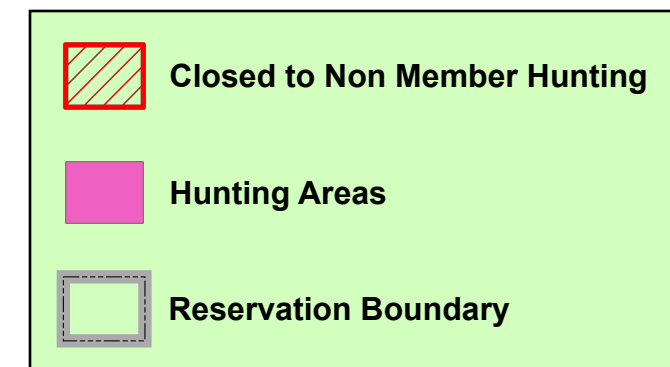 Closed to Non Member Hunting
Hunting Areas
Reservation Boundary